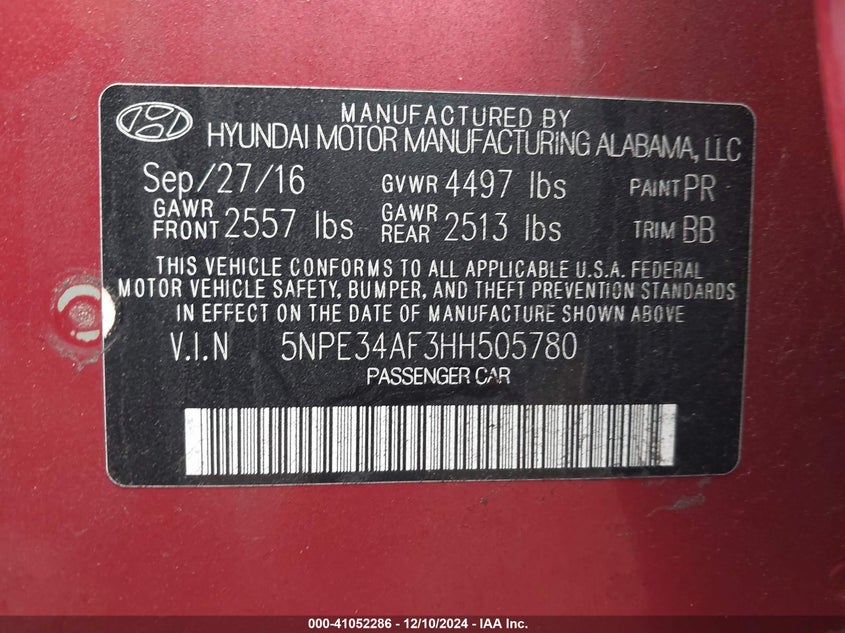 MANUFACTURED BY
HYUNDAI MOTOR MANUFACTURING ALABAMA, LLC
Sep/27/16 GVWR 4497 lbs PAINT PR
GAWR FRONT 2557 lbs GAWR REAR 2513 lbs TRIM BB
THIS VEHICLE CONFORMS TO ALL APPLICABLE U.S.A. FEDERAL
MOTOR VEHICLE SAFETY, BUMPER, AND THEFT PREVENTION STANDARDS
IN EFFECT ON THE DATE OF MANUFACTURE SHOWN ABOVE
V.I.N 5NPE34AF3HH505780
PASSENGER CAR
000-41052286 - 12/10/2024 - IAA Inc.